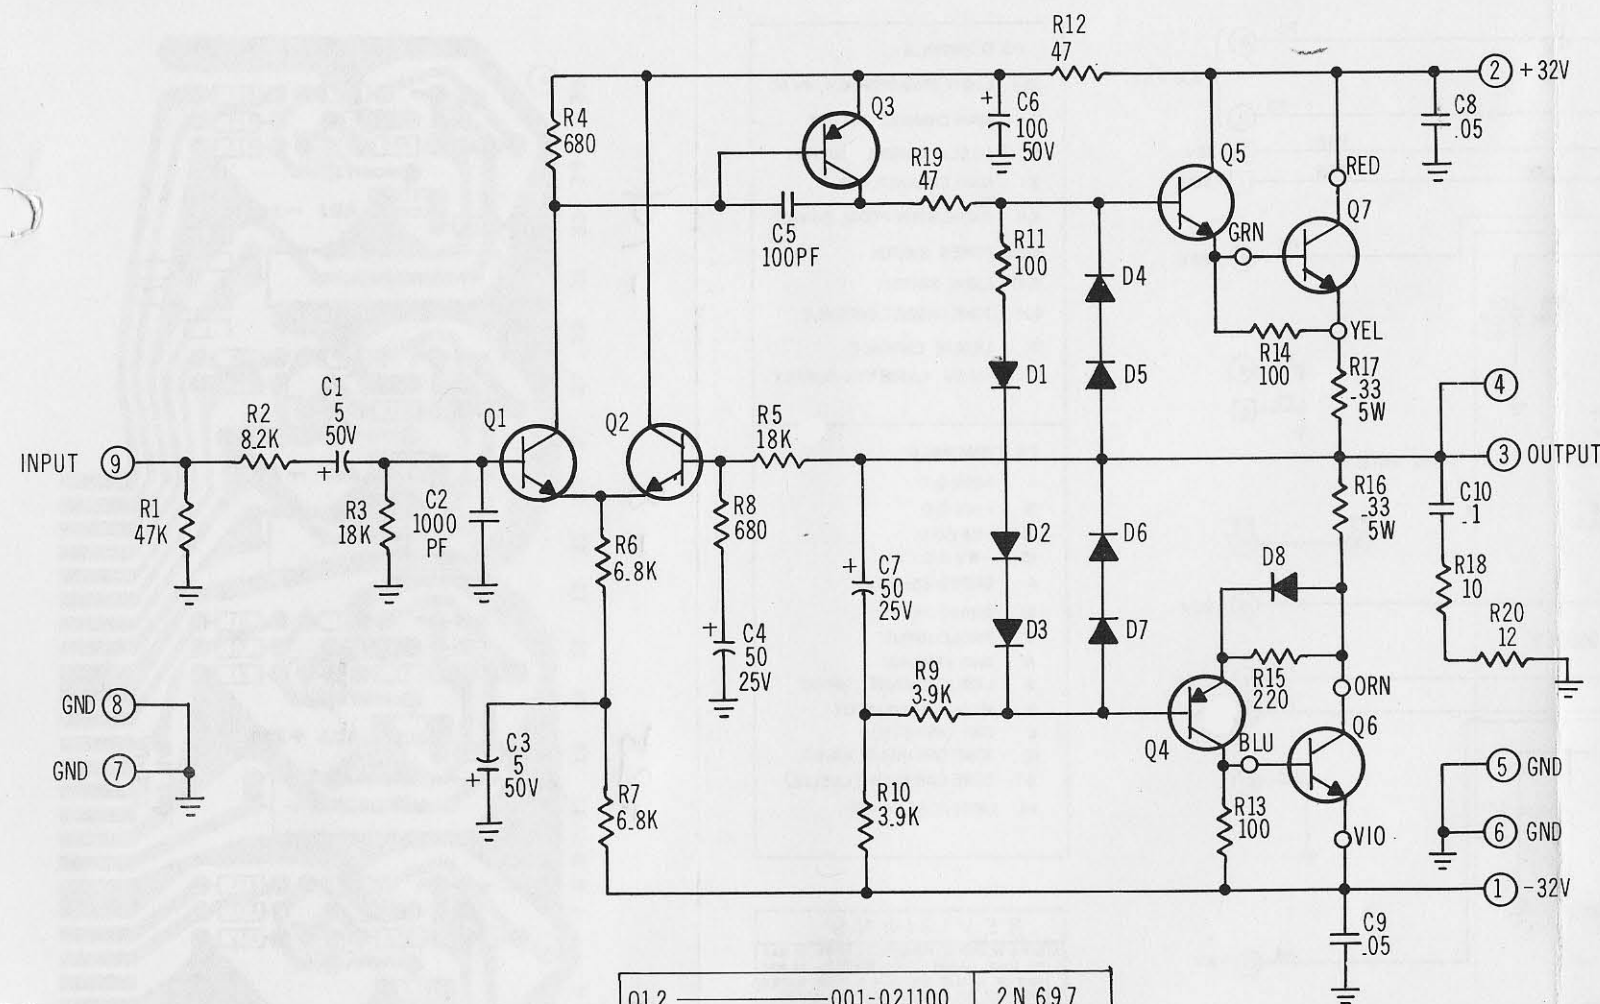 R12
47
2 +32V
R4
680
Q3
+ C6
100
50V
C8
.05
R19
47
Q5
RED
C5
100PF
R11
100
GRN
Q7
D4
YEL
R14
100
D1
D5
R17
.33
5W
4
C1
5
50V
+
R2
8.2K
Q1
Q2
R5
18K
INPUT 9
3 OUTPUT
R1
47K
R3
18K
C2
1000
PF
R8
680
R16
.33
5W
C10
.1
R6
6.8K
D2
D6
+ C7
50
25V
D8
R18
10
R20
12
+ C4
50
25V
D3
D7
R9
3.9K
R15
220
ORN
GND 8
Q4
BLU
Q6
C3
5
50V
+
GND 7
5 GND
R7
6.8K
R10
3.9K
R13
100
VIO
6 GND
1 -32V
C9
.05
Q1,2 001-021100 2N697